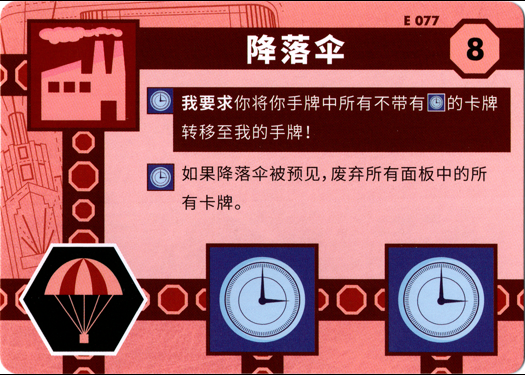 E 077
降落伞
8
我要求你将你手牌中所有不带有的卡牌
转移至我的手牌！
如果降落伞被预见，废弃所有面板中的所
有卡牌。